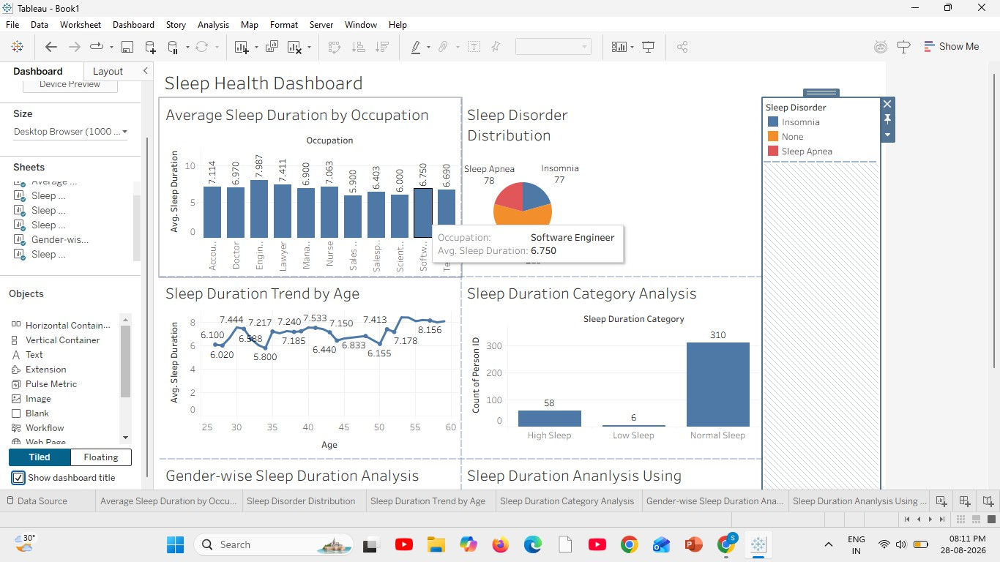 Tableau - Book1
File Data Worksheet Dashboard Story Analysis Map Format Server Window Help
Show Me
Dashboard Layout
Device Preview
Size
Desktop Browser (1000 ...
Sheets
Average ...
Sleep ...
Sleep ...
Sleep ...
Gender-wis...
Sleep ...
Objects
Horizontal Contain...
Vertical Container
Text
Extension
Pulse Metric
Image
Blank
Workflow
Web Page
Tiled Floating
Show dashboard title
Sleep Health Dashboard
Average Sleep Duration by Occupation
Occupation
Avg. Sleep Duration
10
5
0
7.114 6.970 7.987 7.411 6.900 7.063 5.900 6.403 6.000 6.750 6.690
Accou.. Doctor Engin.. Lawyer Mana.. Nurse Sales .. Salesp.. Scient.. Softw.. Te
Occupation: Software Engineer
Avg. Sleep Duration: 6.750
Sleep Disorder
Distribution
Sleep Apnea
78
Insomnia
77
Sleep Disorder
Insomnia
None
Sleep Apnea
Sleep Duration Trend by Age
Avg. Sleep Duration
8
6
4
2
0
7.444 7.217 7.240 7.533 7.150 7.413
6.100 6.588 7.185 6.833 7.178 8.156
6.020 5.800 6.440 6.155
25 30 35 40 45 50 55 60
Age
Sleep Duration Category Analysis
Sleep Duration Category
Count of Person ID
300
200
100
0
58 6 310
High Sleep Low Sleep Normal Sleep
Gender-wise Sleep Duration Analysis
Sleep Duration Ananlysis Using
Data Source Average Sleep Duration by Occu... Sleep Disorder Distribution Sleep Duration Trend by Age Sleep Duration Category Analysis Gender-wise Sleep Duration Ana... Sleep Duration Ananlysis Using ...
30°
Search
ENG
IN
08:11 PM
28-08-2026